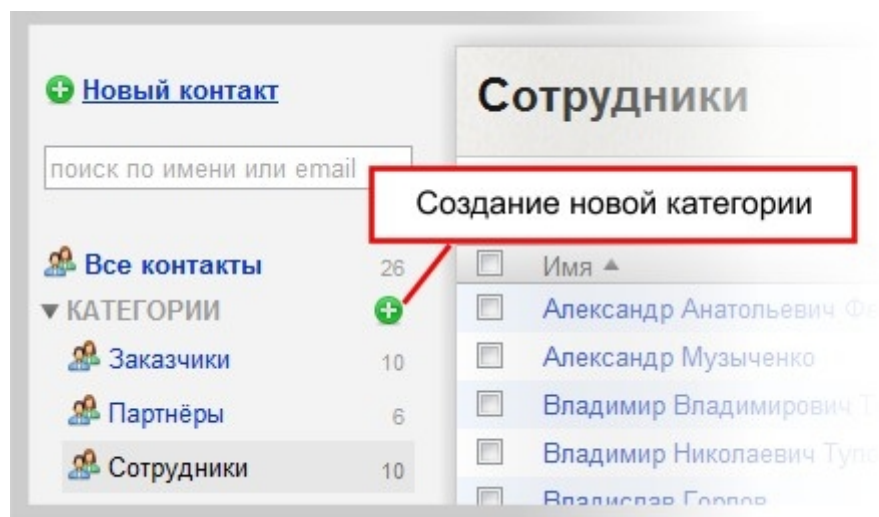 Новый контакт
поиск по имени или email
Все контакты 26
КАТЕГОРИИ
Заказчики 10
Партнёры 6
Сотрудники 10
Сотрудники
Создание новой категории
Имя
Александр Анатольевич
Александр Музыченко
Владимир Владимирович
Владимир Николаевич
Владислав